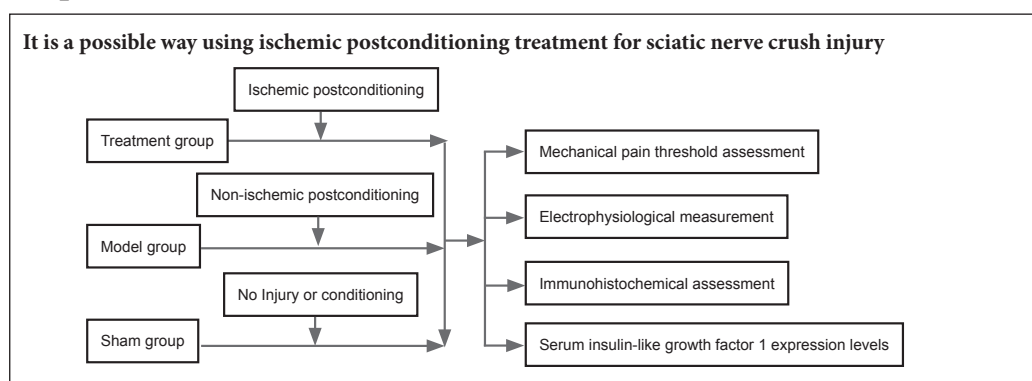 It is a possible way using ischemic postconditioning treatment for sciatic nerve crush injury
Ischemic postconditioning
Treatment group
Mechanical pain threshold assessment
Non-ischemic postconditioning
Electrophysiological measurement
Model group
Immunohistochemical assessment
No Injury or conditioning
Sham group
Serum insulin-like growth factor 1 expression levels